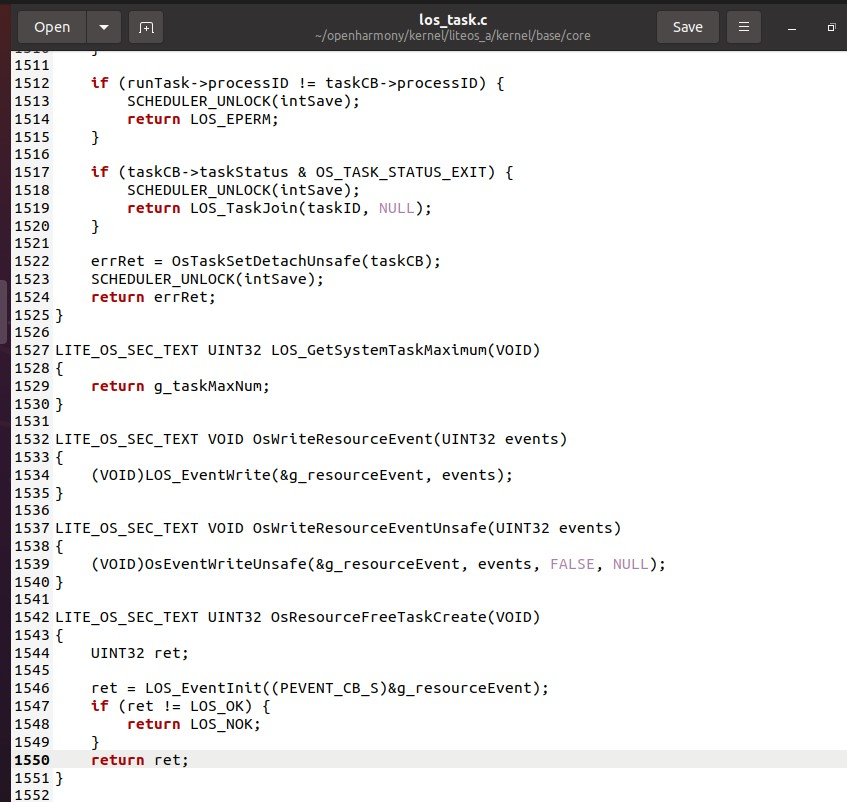 Open
los_task.c
~/openharmony/kernel/liteos_a/kernel/base/core
Save
1510     }
1511
1512     if (runTask->processID != taskCB->processID) {
1513         SCHEDULER_UNLOCK(intSave);
1514         return LOS_EPERM;
1515     }
1516
1517     if (taskCB->taskStatus & OS_TASK_STATUS_EXIT) {
1518         SCHEDULER_UNLOCK(intSave);
1519         return LOS_TaskJoin(taskID, NULL);
1520     }
1521
1522     errRet = OsTaskSetDetachUnsafe(taskCB);
1523     SCHEDULER_UNLOCK(intSave);
1524     return errRet;
1525 }
1526
1527 LITE_OS_SEC_TEXT UINT32 LOS_GetSystemTaskMaximum(VOID)
1528 {
1529     return g_taskMaxNum;
1530 }
1531
1532 LITE_OS_SEC_TEXT VOID OsWriteResourceEvent(UINT32 events)
1533 {
1534     (VOID)LOS_EventWrite(&g_resourceEvent, events);
1535 }
1536
1537 LITE_OS_SEC_TEXT VOID OsWriteResourceEventUnsafe(UINT32 events)
1538 {
1539     (VOID)OsEventWriteUnsafe(&g_resourceEvent, events, FALSE, NULL);
1540 }
1541
1542 LITE_OS_SEC_TEXT UINT32 OsResourceFreeTaskCreate(VOID)
1543 {
1544     UINT32 ret;
1545
1546     ret = LOS_EventInit((PEVENT_CB_S)&g_resourceEvent);
1547     if (ret != LOS_OK) {
1548         return LOS_NOK;
1549     }
1550     return ret;
1551 }
1552